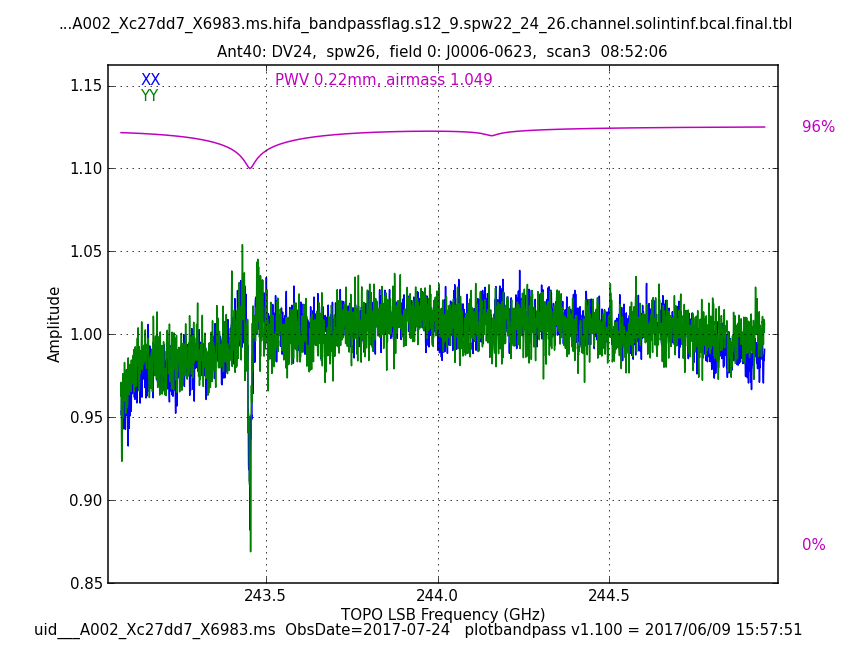 ...A002_Xc27dd7_X6983.ms.hifa_bandpassflag.s12_9.spw22_24_26.channel.solintinf.bcal.final.tbl
Ant40: DV24,  spw26,  field 0: J0006-0623,  scan3  08:52:06
XX
YY
PWV 0.22mm, airmass 1.049
1.15
1.10
1.05
1.00
0.95
0.90
0.85
Amplitude
96%
0%
243.5
244.0
244.5
TOPO LSB Frequency (GHz)
uid___A002_Xc27dd7_X6983.ms  ObsDate=2017-07-24   plotbandpass v1.100 = 2017/06/09 15:57:51